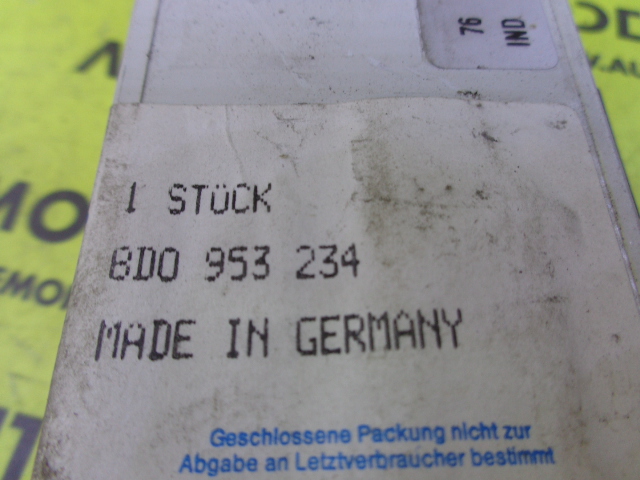 76
IND.
1 STÜCK
8D0 953 234
MADE IN GERMANY
Geschlossene Packung nicht zur
Abgabe an Letztverbraucher bestimmt